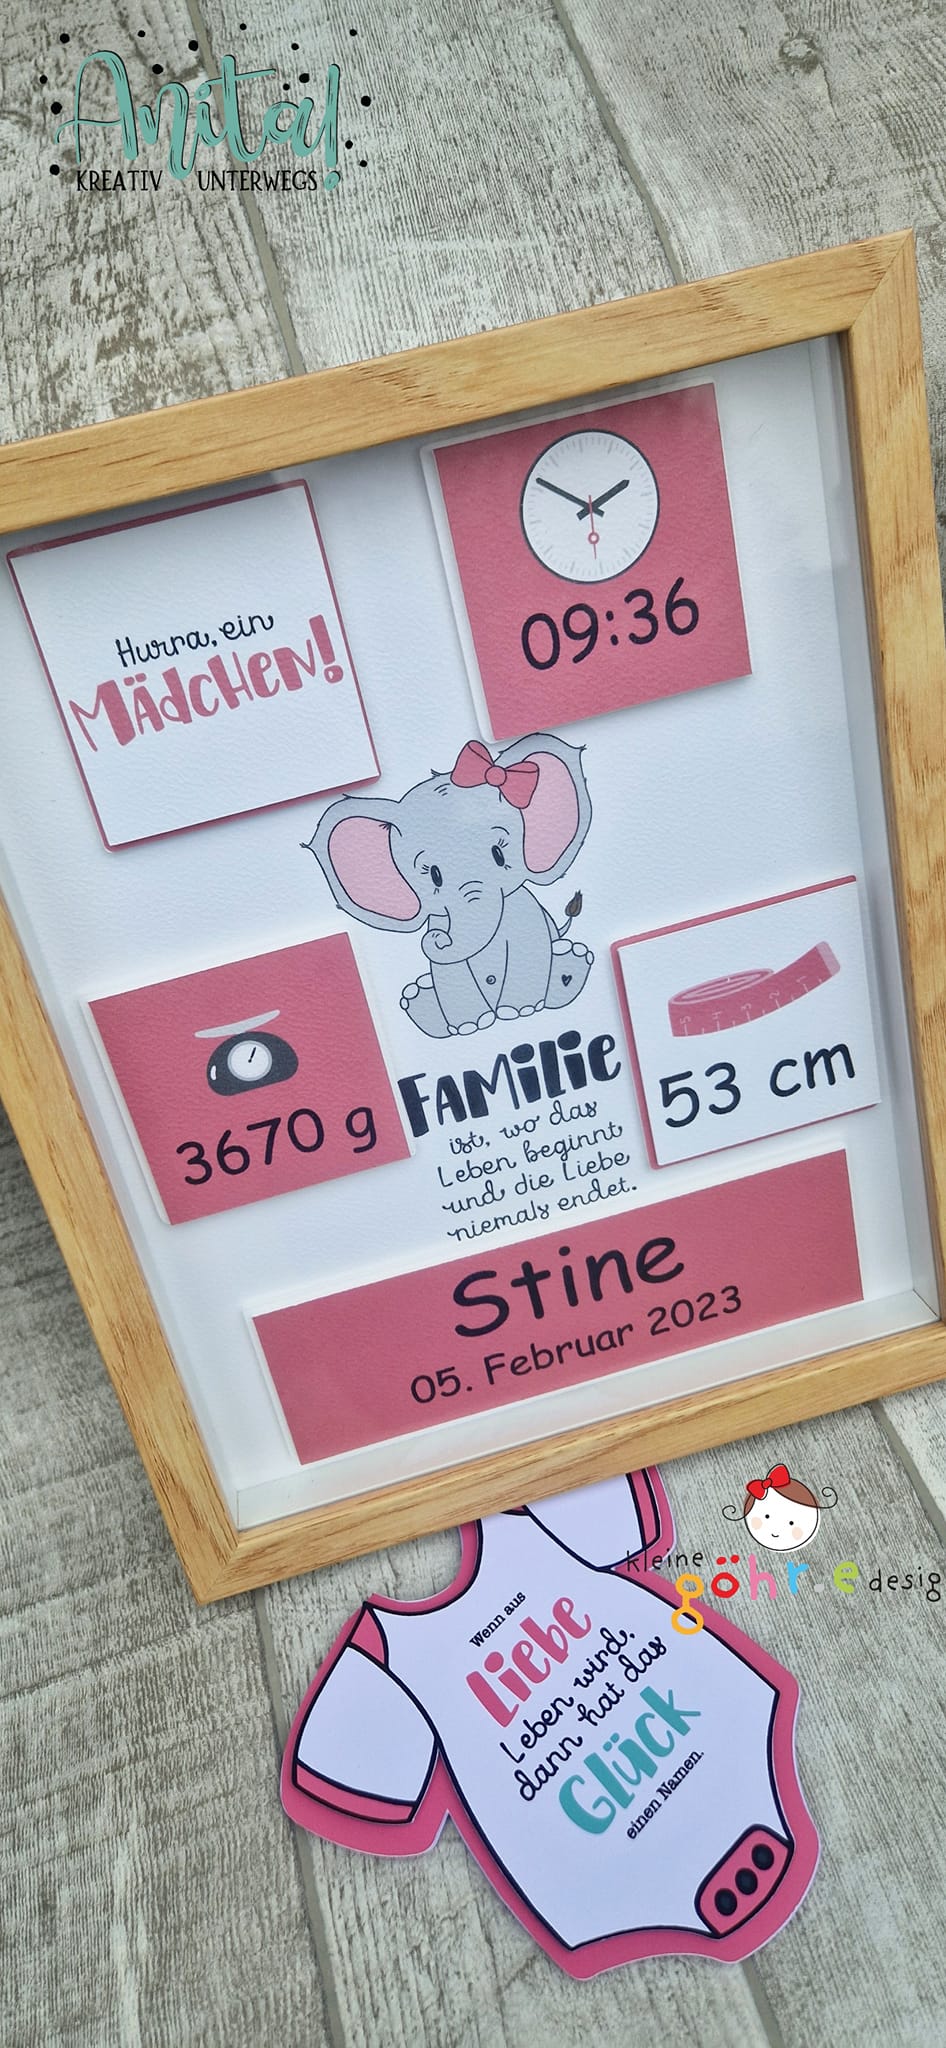 Anita!
KREATIV UNTERWEGS
Hurra, ein
MÄDCHEN!
09:36
3670 g
53 cm
FAMILIE
ist, wo das
Leben beginnt
und die Liebe
niemals endet.
Stine
05. Februar 2023
kleine
göhr.e desig
Wenn aus
Liebe
Leben wird,
dann hat das
GLÜCK
einen Namen.